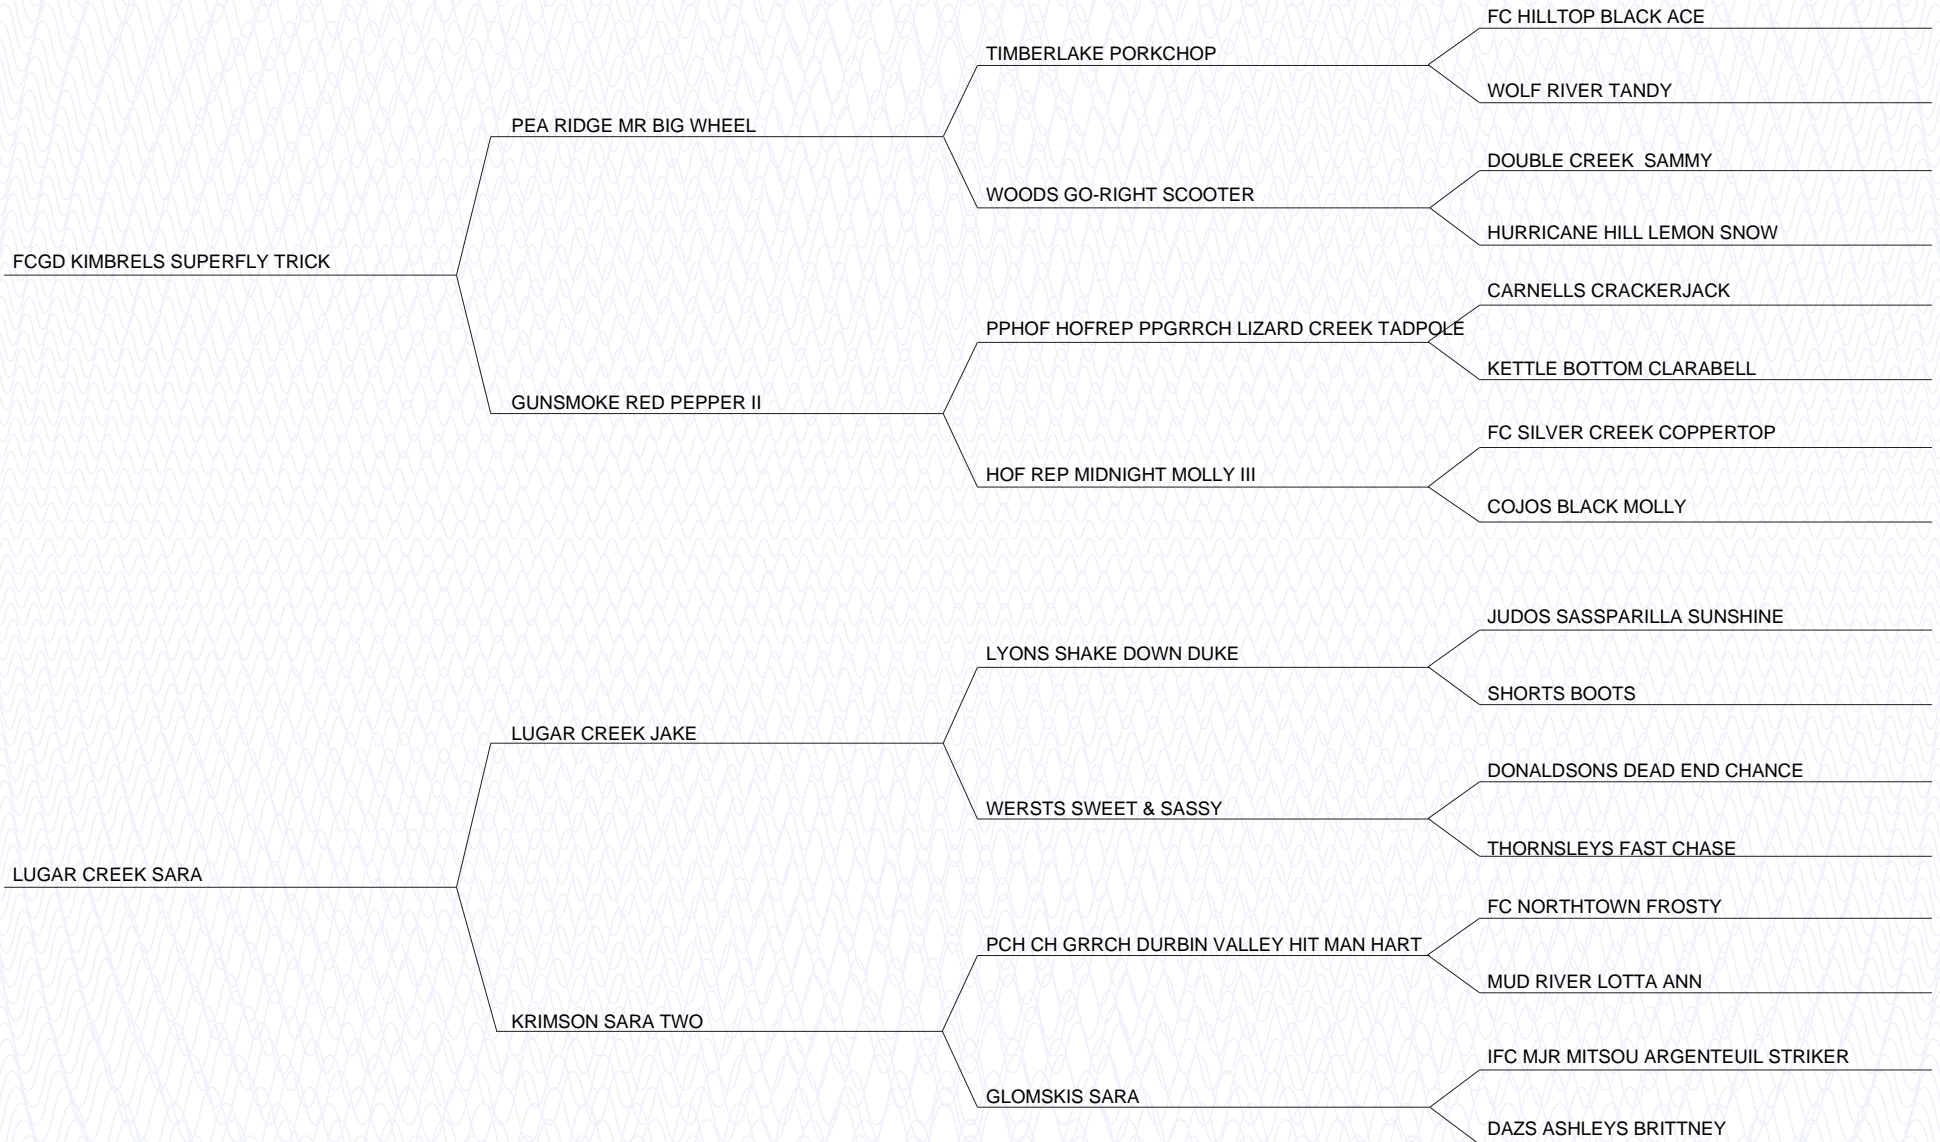 FC HILLTOP BLACK ACE
TIMBERLAKE PORKCHOP
WOLF RIVER TANDY
PEA RIDGE MR BIG WHEEL
DOUBLE CREEK  SAMMY
WOODS GO-RIGHT SCOOTER
HURRICANE HILL LEMON SNOW
FCGD KIMBRELS SUPERFLY TRICK
CARNELLS CRACKERJACK
PPHOF HOFREP PPGRRCH LIZARD CREEK TADPOLE
KETTLE BOTTOM CLARABELL
GUNSMOKE RED PEPPER II
FC SILVER CREEK COPPERTOP
HOF REP MIDNIGHT MOLLY III
COJOS BLACK MOLLY
JUDOS SASSPARILLA SUNSHINE
LYONS SHAKE DOWN DUKE
SHORTS BOOTS
LUGAR CREEK JAKE
DONALDSONS DEAD END CHANCE
WERSTS SWEET & SASSY
THORNSLEYS FAST CHASE
LUGAR CREEK SARA
FC NORTHTOWN FROSTY
PCH CH GRRCH DURBIN VALLEY HIT MAN HART
MUD RIVER LOTTA ANN
KRIMSON SARA TWO
IFC MJR MITSOU ARGENTEUIL STRIKER
GLOMSKIS SARA
DAZS ASHLEYS BRITTNEY